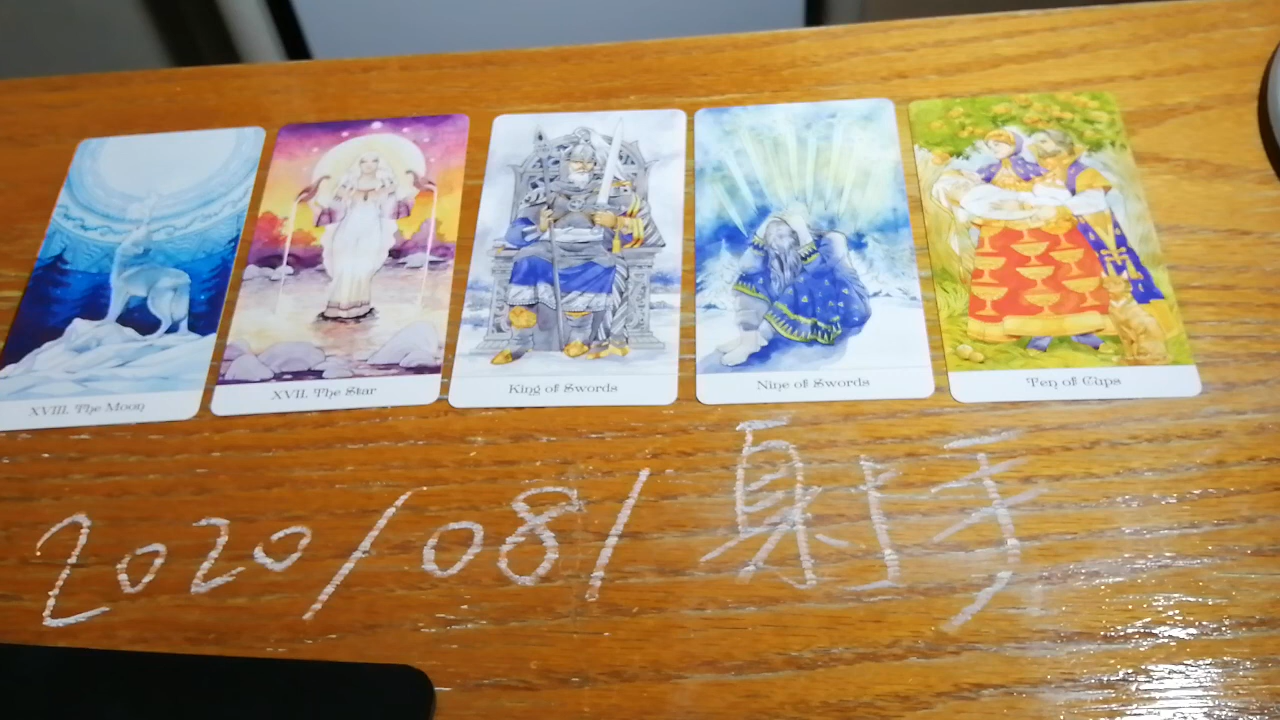 XVIII. The Moon
XVII. The Star
King of Swords
Nine of Swords
Ten of Cups
2020/08/射手